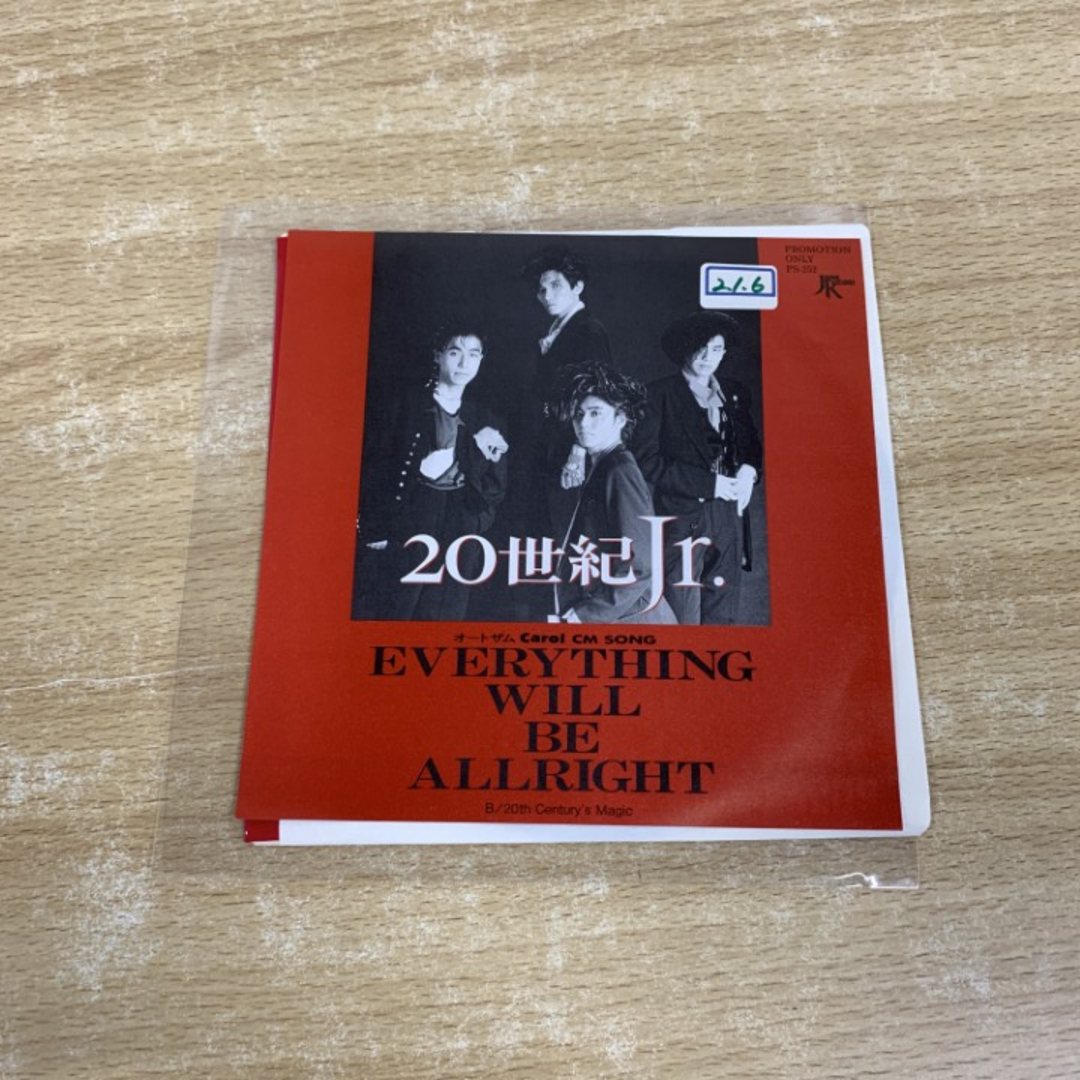 PROMOTION
ONLY
PS-252
JR
21.6
20世紀Jr.
オートザム Carol CM SONG
EVERYTHING
WILL
BE
ALLRIGHT
B/20th Century's Magic